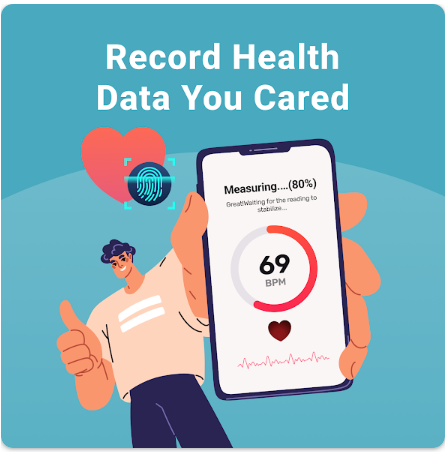 Record Health
Data You Cared
Measuring....(80%)
Great!Waiting for the reading to
stabilize...
69
BPM